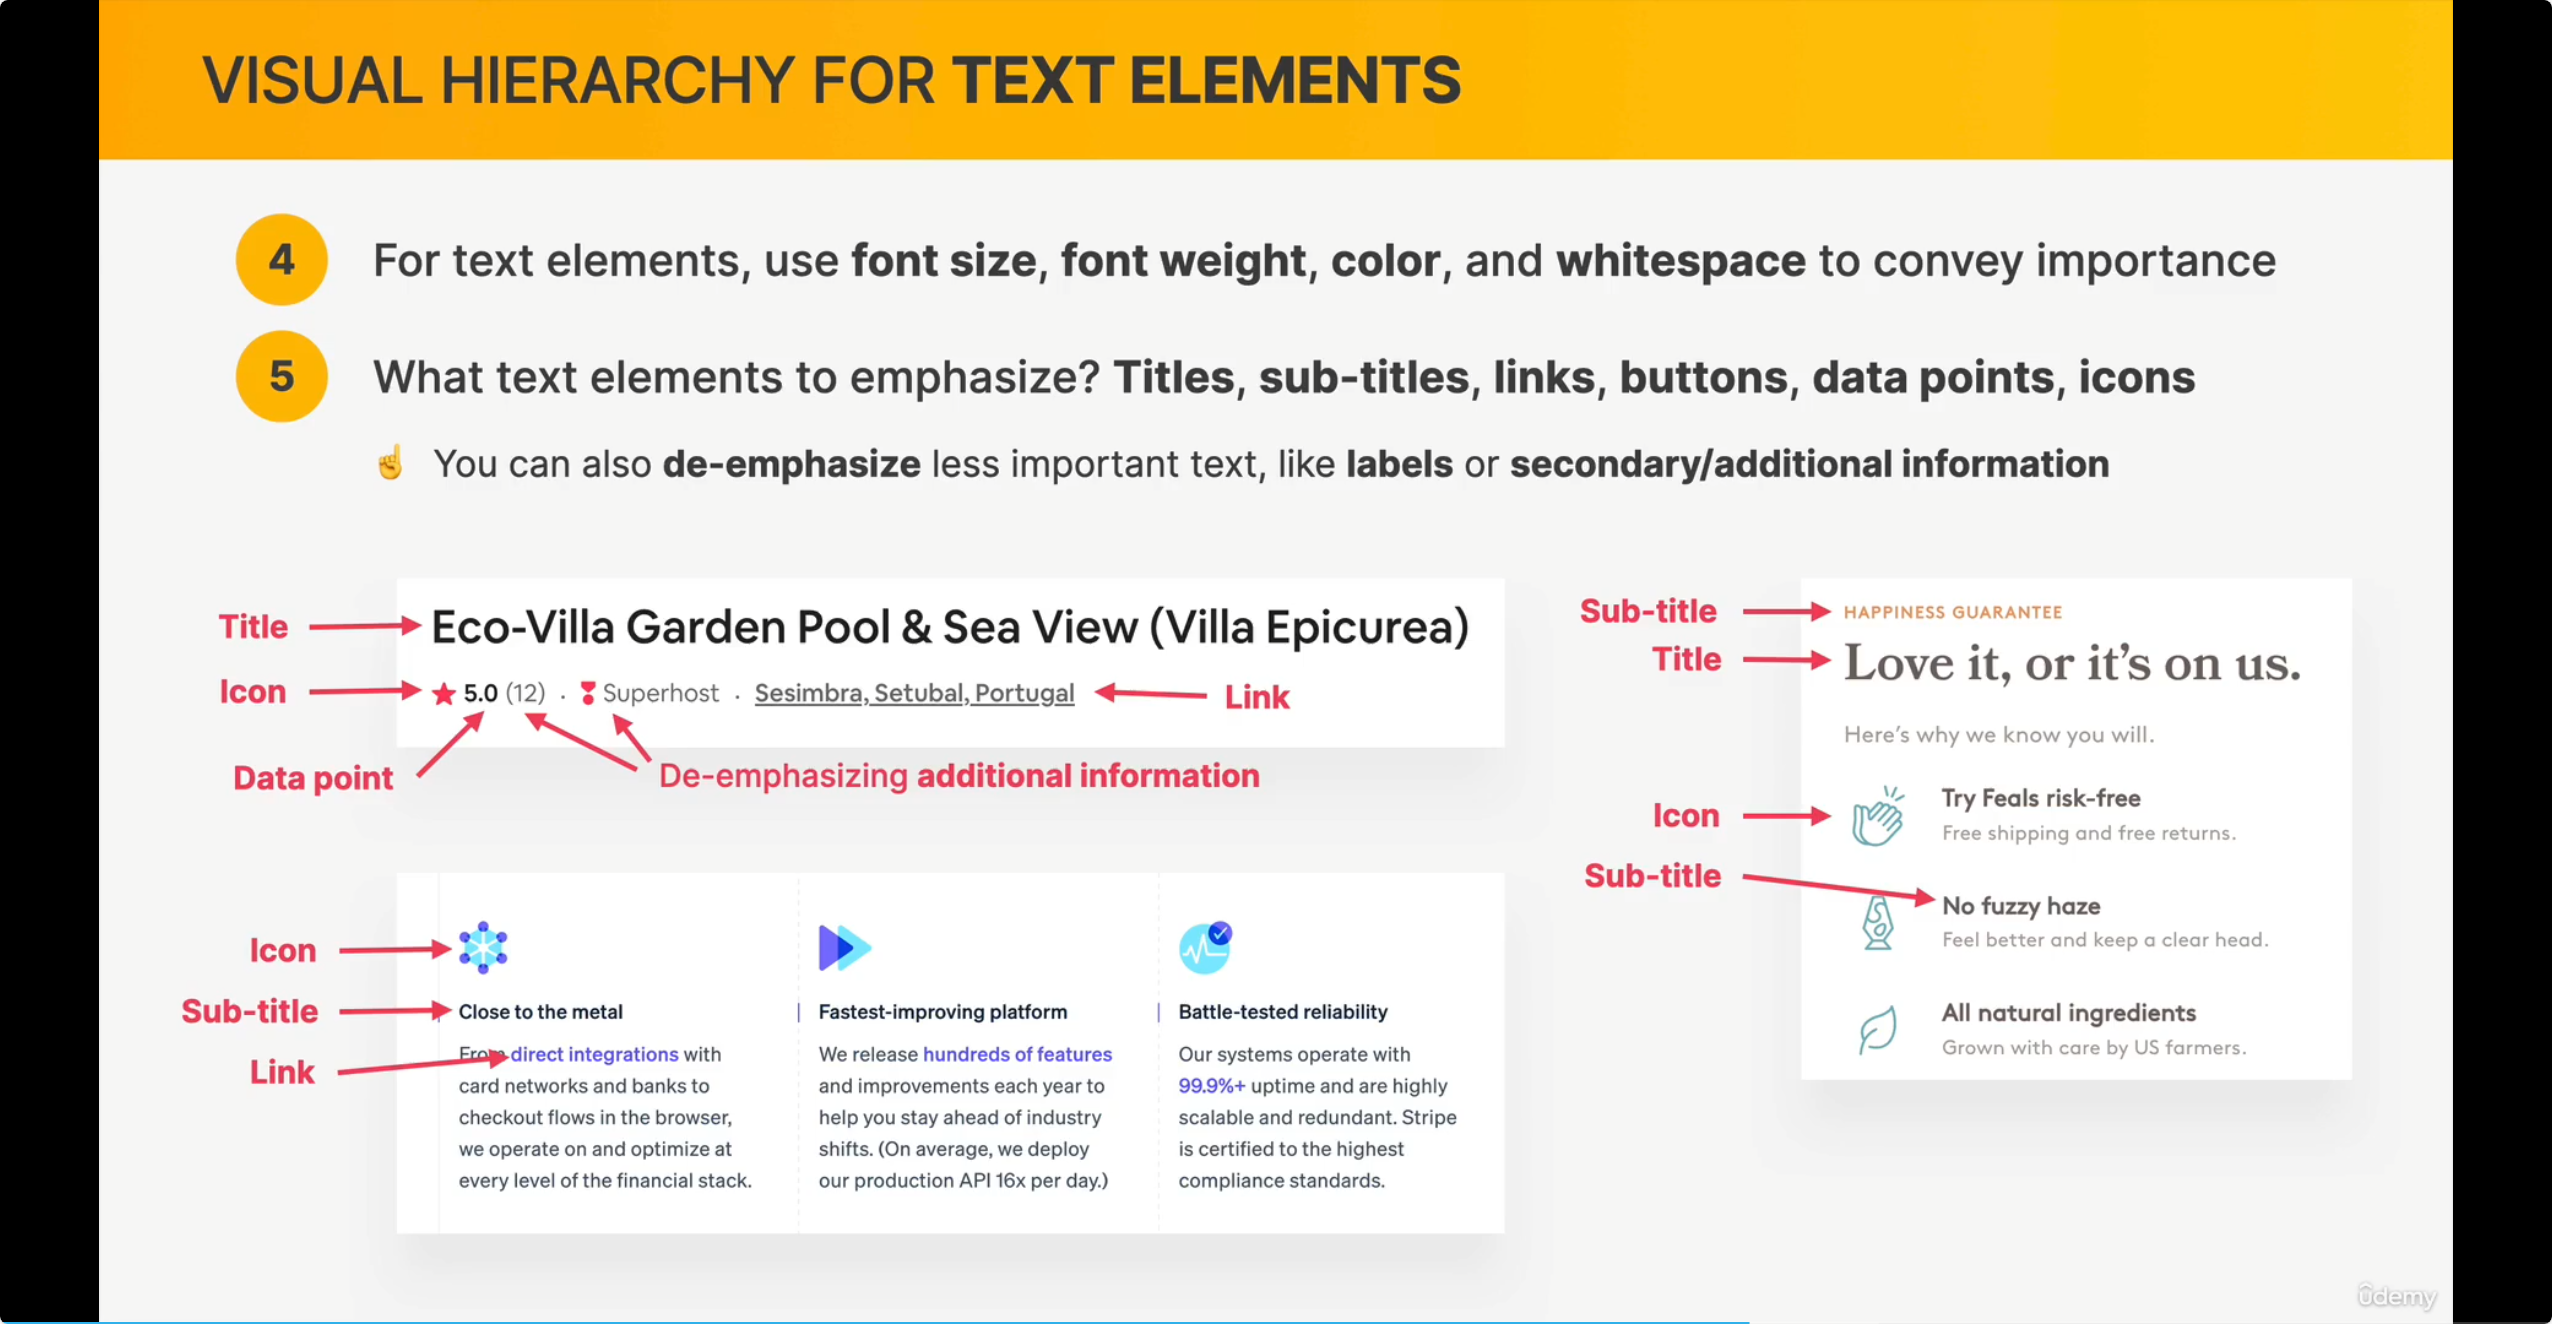 VISUAL HIERARCHY FOR TEXT ELEMENTS
4 For text elements, use font size, font weight, color, and whitespace to convey importance
5 What text elements to emphasize? Titles, sub-titles, links, buttons, data points, icons
☝ You can also de-emphasize less important text, like labels or secondary/additional information
Title
Eco-Villa Garden Pool & Sea View (Villa Epicurea)
Icon
5.0 (12) · Superhost · Sesimbra, Setubal, Portugal
Link
Data point
De-emphasizing additional information
Icon
Sub-title
Link
Close to the metal
From direct integrations with
card networks and banks to
checkout flows in the browser,
we operate on and optimize at
every level of the financial stack.
Fastest-improving platform
We release hundreds of features
and improvements each year to
help you stay ahead of industry
shifts. (On average, we deploy
our production API 16x per day.)
Battle-tested reliability
Our systems operate with
99.9%+ uptime and are highly
scalable and redundant. Stripe
is certified to the highest
compliance standards.
Sub-title
HAPPINESS GUARANTEE
Title
Love it, or it's on us.
Here's why we know you will.
Icon
Try Feals risk-free
Free shipping and free returns.
Sub-title
No fuzzy haze
Feel better and keep a clear head.
All natural ingredients
Grown with care by US farmers.
ûdemy